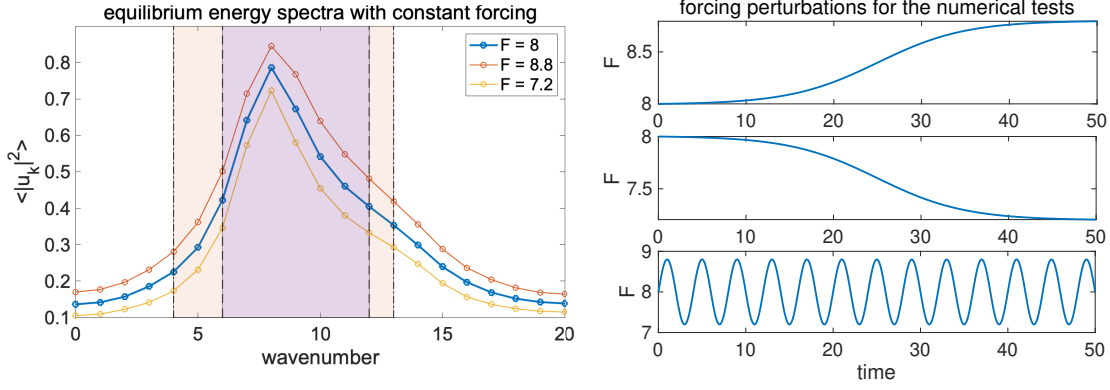 equilibrium energy spectra with constant forcing
<|u_k|^2>
0.8
0.7
0.6
0.5
0.4
0.3
0.2
0.1
F = 8
F = 8.8
F = 7.2
0 5 10 15 20
wavenumber
forcing perturbations for the numerical tests
F
8.5
8
0 10 20 30 40 50
F
8
7.5
0 10 20 30 40 50
F
9
8
7
0 10 20 30 40 50
time